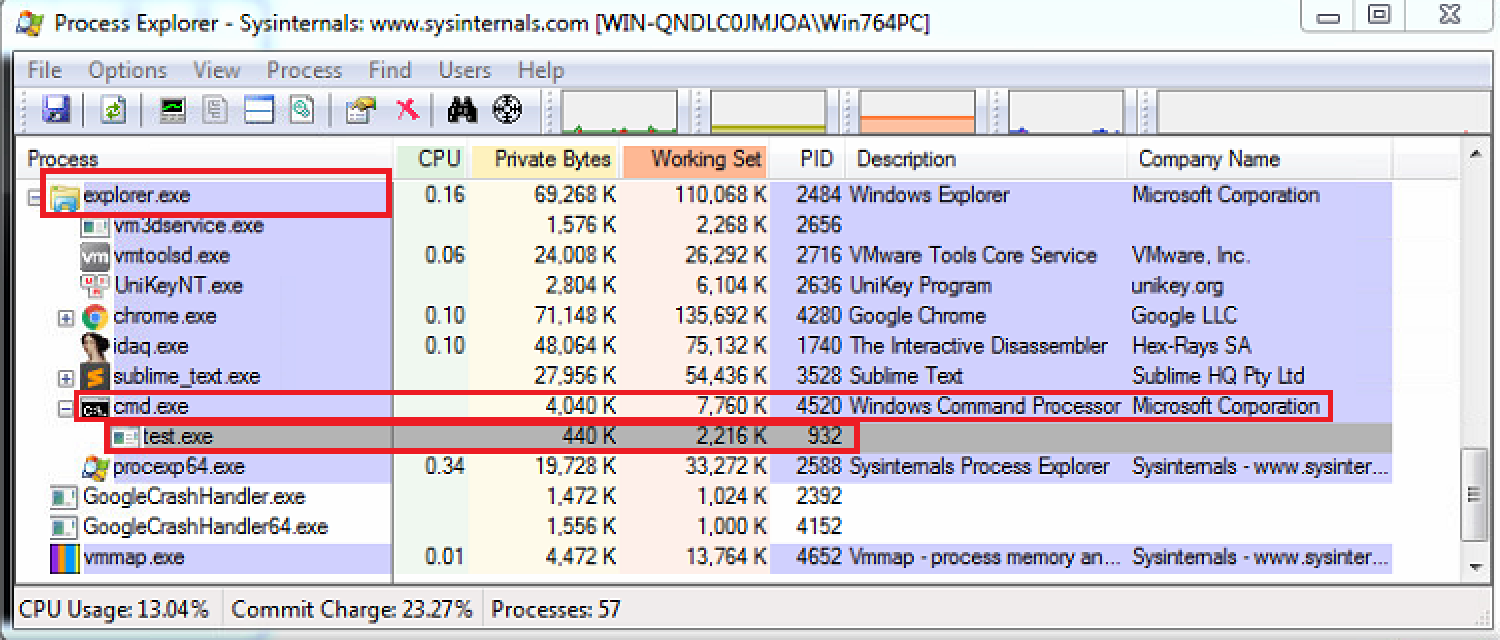 Process Explorer - Sysinternals: www.sysinternals.com [WIN-QNDLC0JMJOA\Win764PC]
File Options View Process Find Users Help
Process CPU Private Bytes Working Set PID Description Company Name
explorer.exe 0.16 69,268 K 110,068 K 2484 Windows Explorer Microsoft Corporation
vm3dservice.exe 1,576 K 2,268 K 2656
vm vmtoolsd.exe 0.06 24,008 K 26,292 K 2716 VMware Tools Core Service VMware, Inc.
UniKeyNT.exe 2,804 K 6,104 K 2636 UniKey Program unikey.org
chrome.exe 0.10 71,148 K 135,692 K 4280 Google Chrome Google LLC
idaq.exe 0.10 48,064 K 75,132 K 1740 The Interactive Disassembler Hex-Rays SA
sublime_text.exe 27,956 K 54,436 K 3528 Sublime Text Sublime HQ Pty Ltd
cmd.exe 4,040 K 7,760 K 4520 Windows Command Processor Microsoft Corporation
test.exe 440 K 2,216 K 932
procexp64.exe 0.34 19,728 K 33,272 K 2588 Sysinternals Process Explorer Sysinternals - www.sysinter...
GoogleCrashHandler.exe 1,472 K 1,024 K 2392
GoogleCrashHandler64.exe 1,556 K 1,000 K 4152
vmmap.exe 0.01 4,472 K 13,764 K 4652 Vmmap - process memory an... Sysinternals - www.sysinter...
CPU Usage: 13.04% Commit Charge: 23.27% Processes: 57